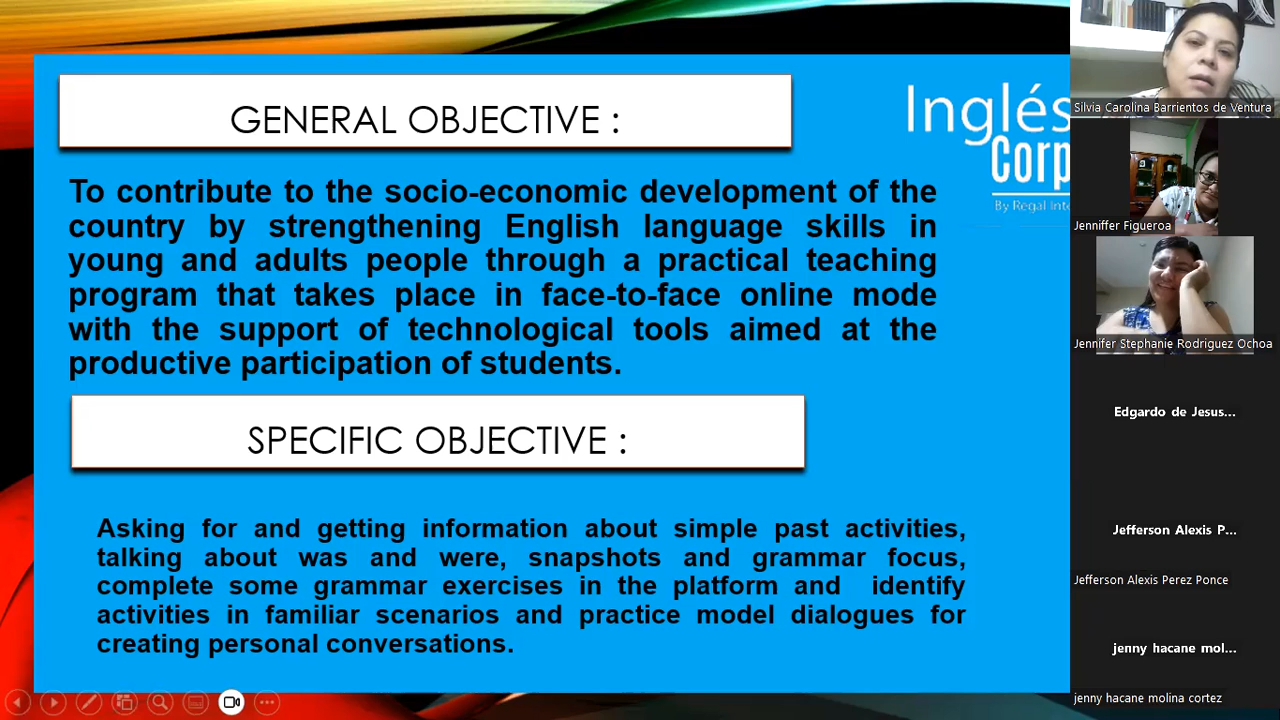 GENERAL OBJECTIVE :
To contribute to the socio-economic development of the
country by strengthening English language skills in
young and adults people through a practical teaching
program that takes place in face-to-face online mode
with the support of technological tools aimed at the
productive participation of students.
SPECIFIC OBJECTIVE :
Asking for and getting information about simple past activities,
talking about was and were, snapshots and grammar focus,
complete some grammar exercises in the platform and identify
activities in familiar scenarios and practice model dialogues for
creating personal conversations.
Inglés
Corp
By Regal Inte
Silvia Carolina Barrientos de Ventura
Jenniffer Figueroa
Jennifer Stephanie Rodriguez Ochoa
Edgardo de Jesus...
Jefferson Alexis P...
Jefferson Alexis Perez Ponce
jenny hacane mol...
jenny hacane molina cortez